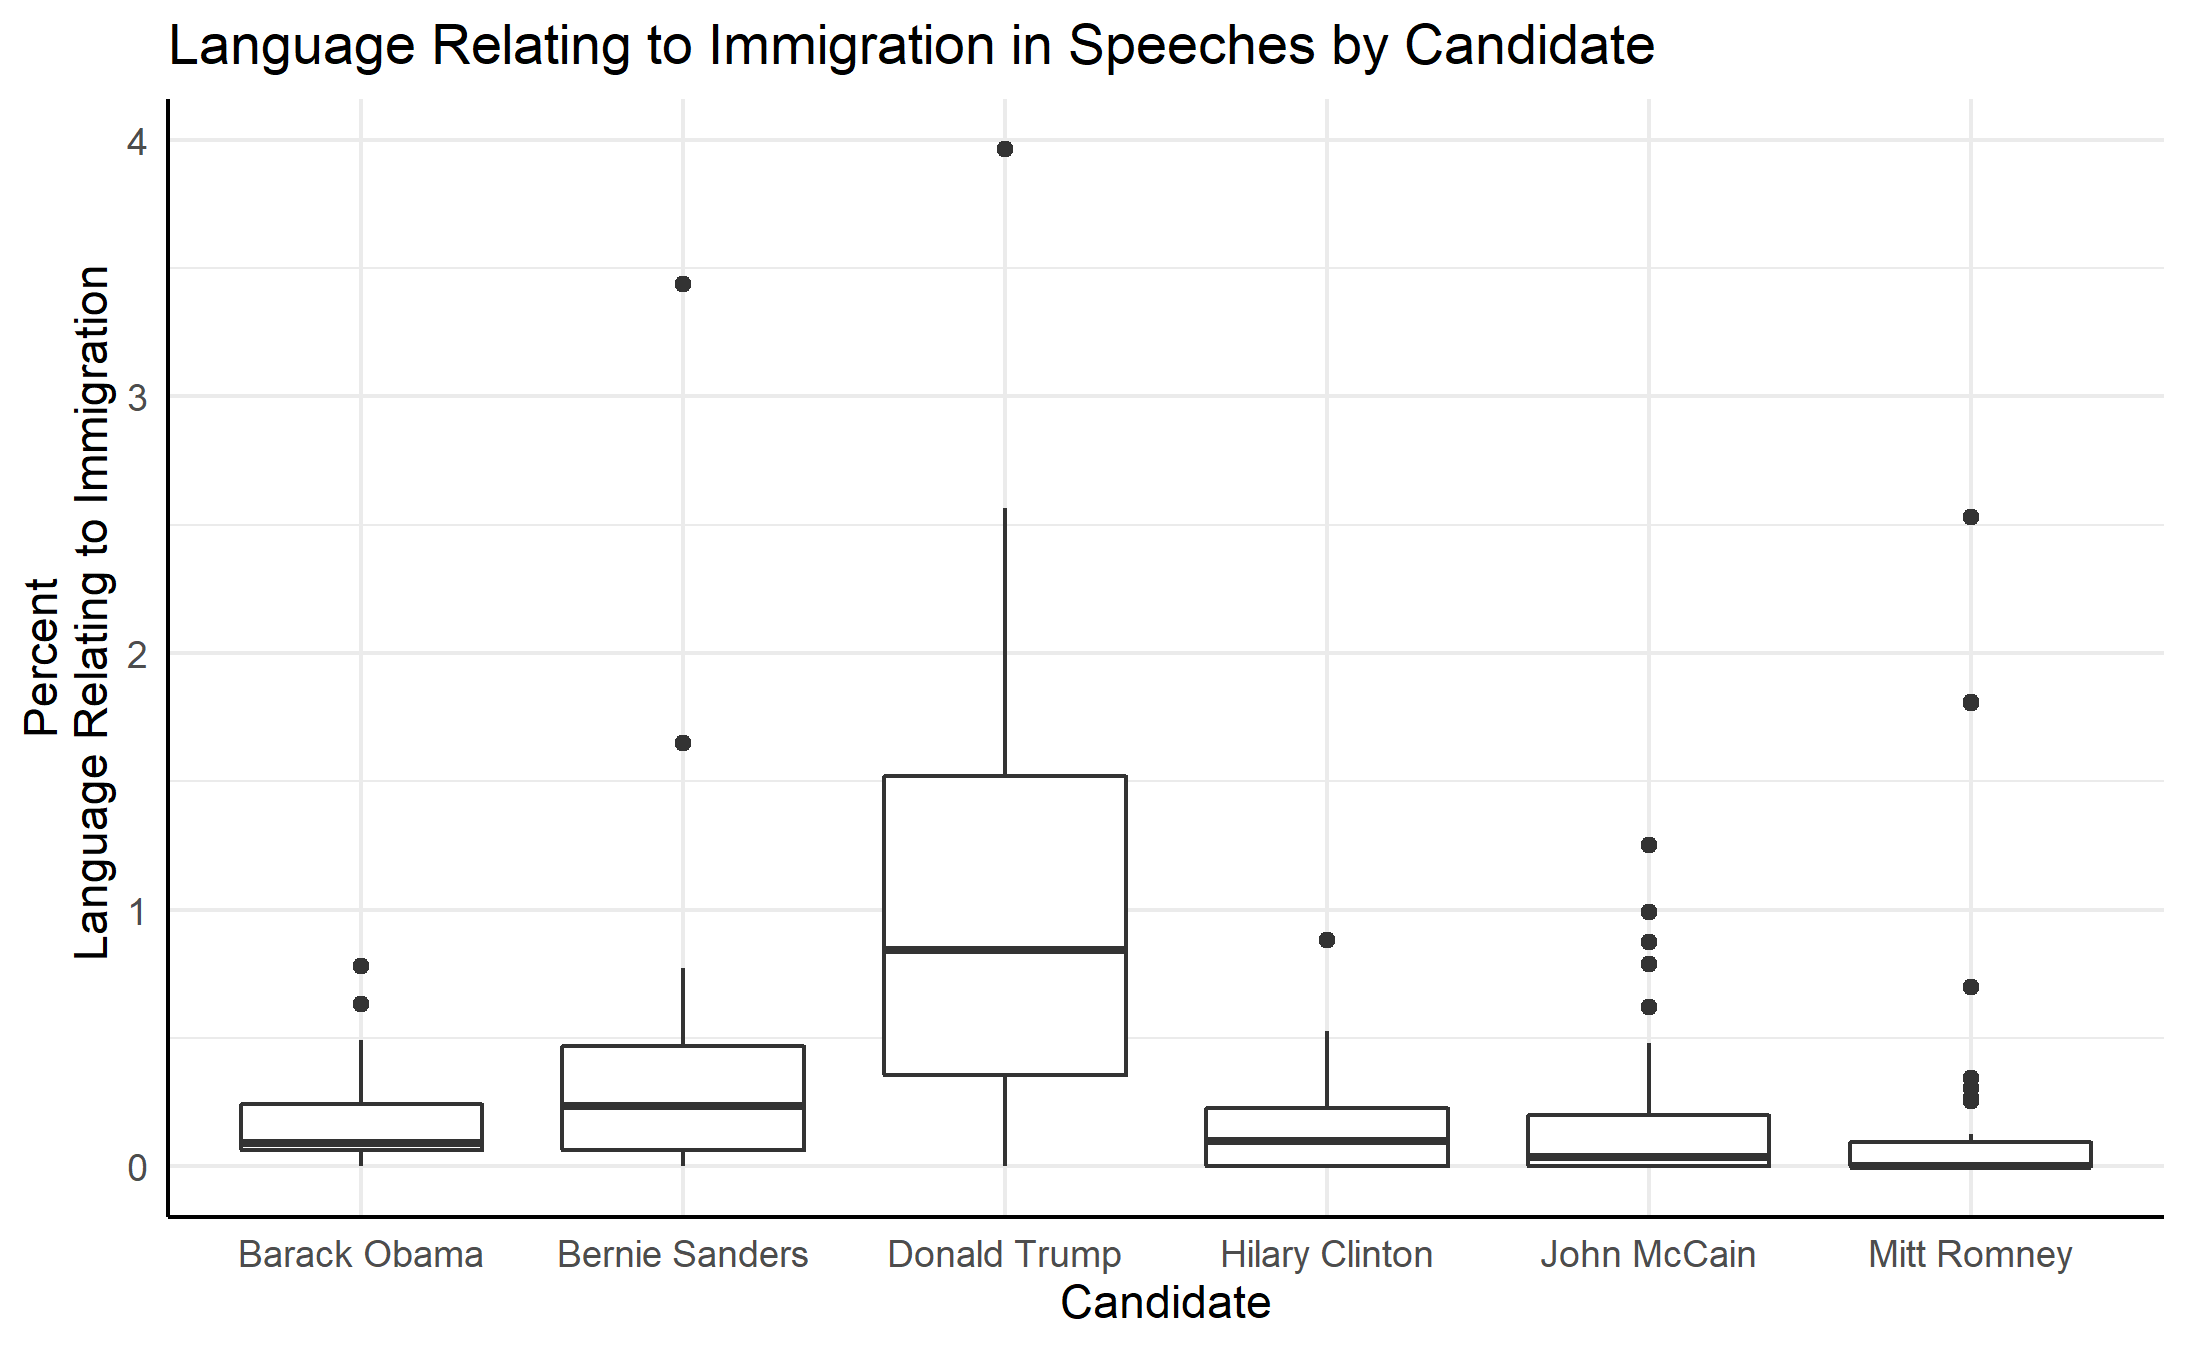 Language Relating to Immigration in Speeches by Candidate
Percent
Language Relating to Immigration
4
3
2
1
0
Barack Obama
Bernie Sanders
Donald Trump
Hilary Clinton
John McCain
Mitt Romney
Candidate